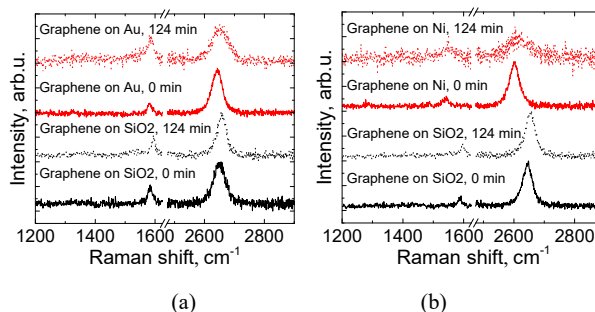 (a)
Graphene on Au, 124 min
Graphene on Au, 0 min
Graphene on SiO2, 124 min
Graphene on SiO2, 0 min
Intensity, arb.u.
1200 1400 1600 2600 2800
Raman shift, cm-1
(a)
(b)
Graphene on Ni, 124 min
Graphene on Ni, 0 min
Graphene on SiO2, 124 min
Graphene on SiO2, 0 min
Intensity, arb.u.
1200 1400 1600 2600 2800
Raman shift, cm-1
(b)